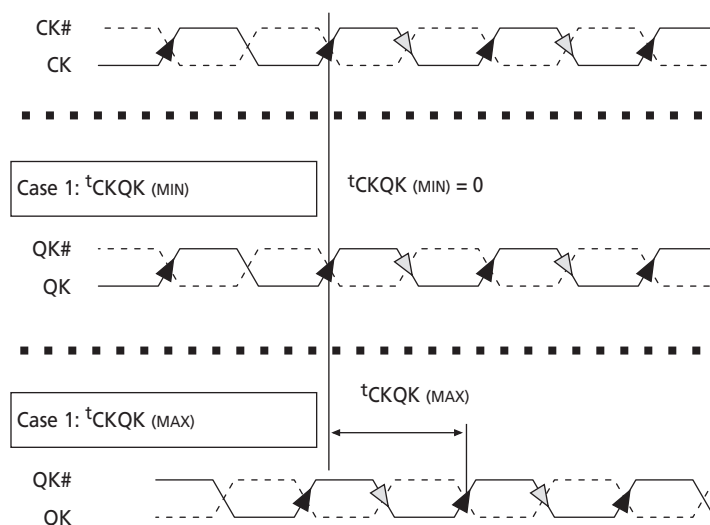 CK#
CK
Case 1: tCKQK (MIN)
tCKQK (MIN) = 0
QK#
QK
tCKQK (MAX)
Case 1: tCKQK (MAX)
QK#
QK